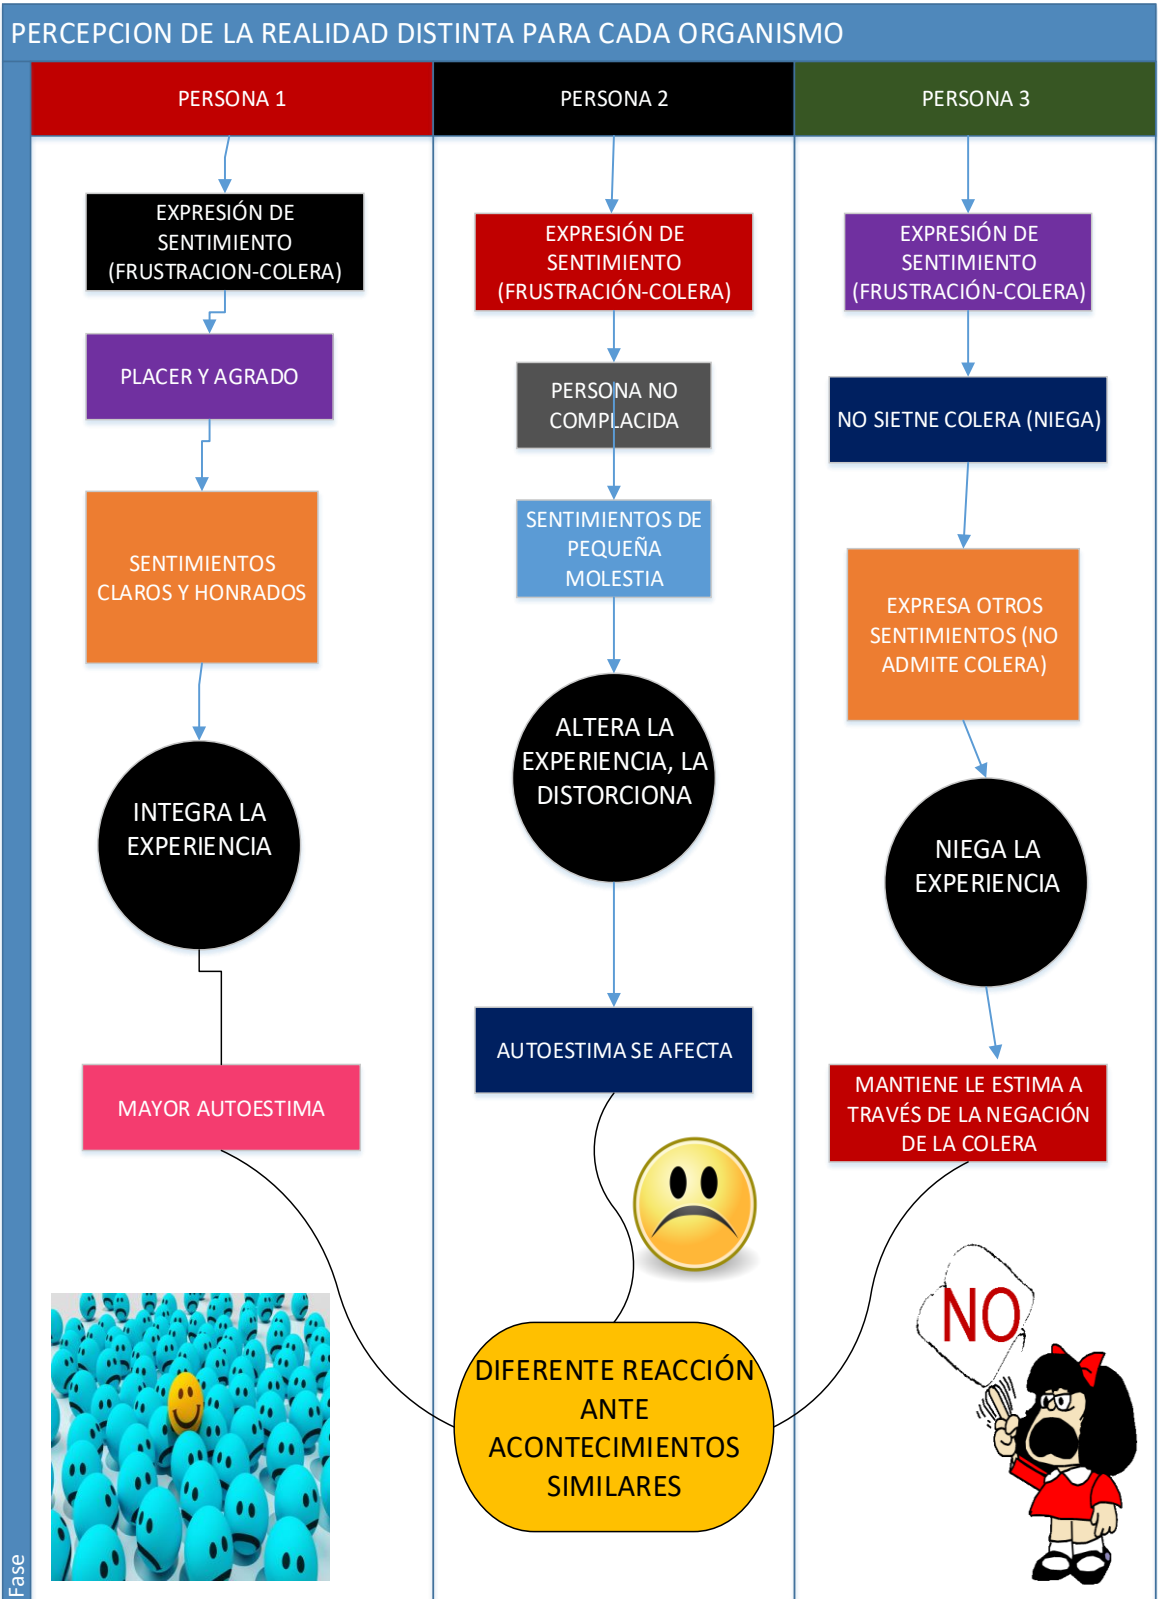 PERCEPCION DE LA REALIDAD DISTINTA PARA CADA ORGANISMO
Fase
PERSONA 1
EXPRESIÓN DE
SENTIMIENTO
(FRUSTRACION-COLERA)
PLACER Y AGRADO
SENTIMIENTOS
CLAROS Y HONRADOS
INTEGRA LA
EXPERIENCIA
MAYOR AUTOESTIMA
PERSONA 2
EXPRESIÓN DE
SENTIMIENTO
(FRUSTRACIÓN-COLERA)
PERSONA NO
COMPLACIDA
SENTIMIENTOS DE
PEQUEÑA
MOLESTIA
ALTERA LA
EXPERIENCIA, LA
DISTORCIONA
AUTOESTIMA SE AFECTA
PERSONA 3
EXPRESIÓN DE
SENTIMIENTO
(FRUSTRACIÓN-COLERA)
NO SIETNE COLERA (NIEGA)
EXPRESA OTROS
SENTIMIENTOS (NO
ADMITE COLERA)
NIEGA LA
EXPERIENCIA
MANTIENE LE ESTIMA A
TRAVÉS DE LA NEGACIÓN
DE LA COLERA
NO
DIFERENTE REACCIÓN
ANTE
ACONTECIMIENTOS
SIMILARES